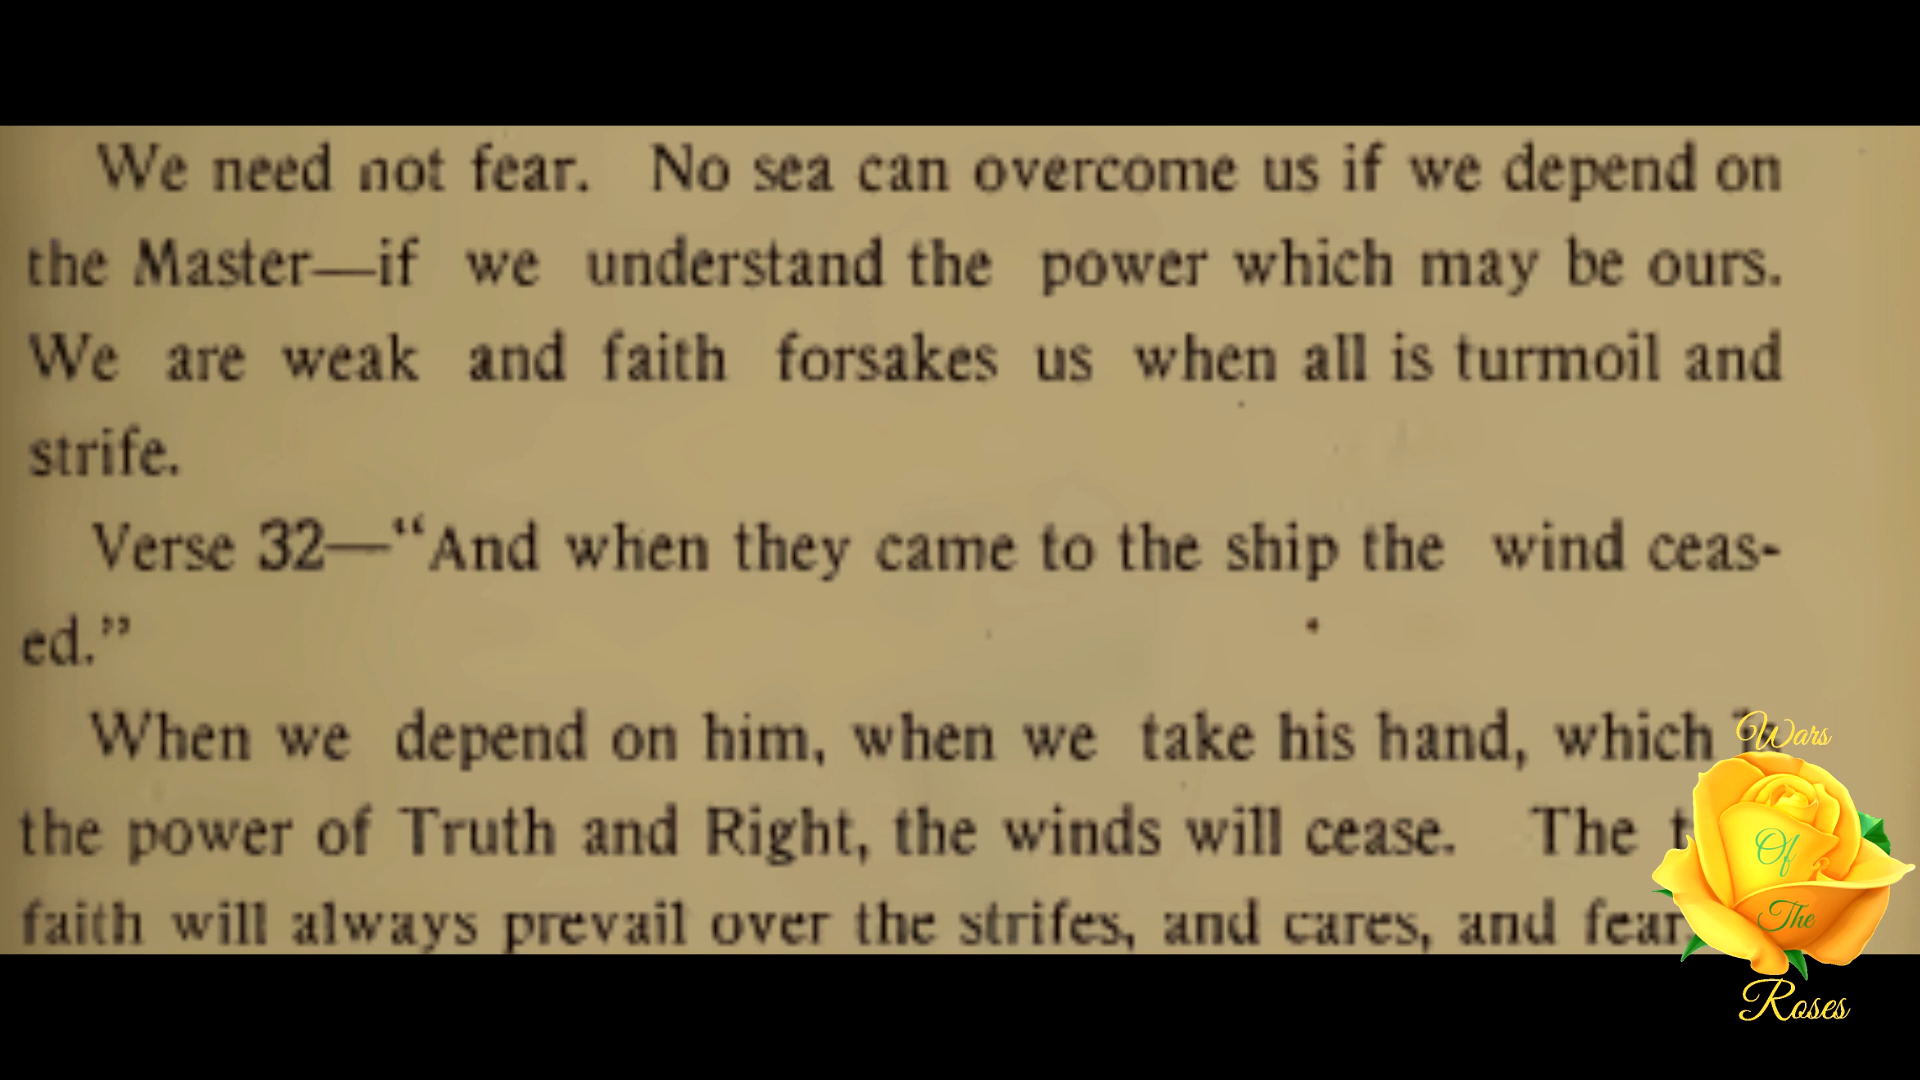 We need not fear. No sea can overcome us if we depend on
the Master—if we understand the power which may be ours.
We are weak and faith forsakes us when all is turmoil and
strife.
Verse 32—“And when they came to the ship the wind ceas-
ed.”
When we depend on him, when we take his hand, which
the power of Truth and Right, the winds will cease. The
faith will always prevail over the strifes, and cares, and
Wars
Of
The
Roses